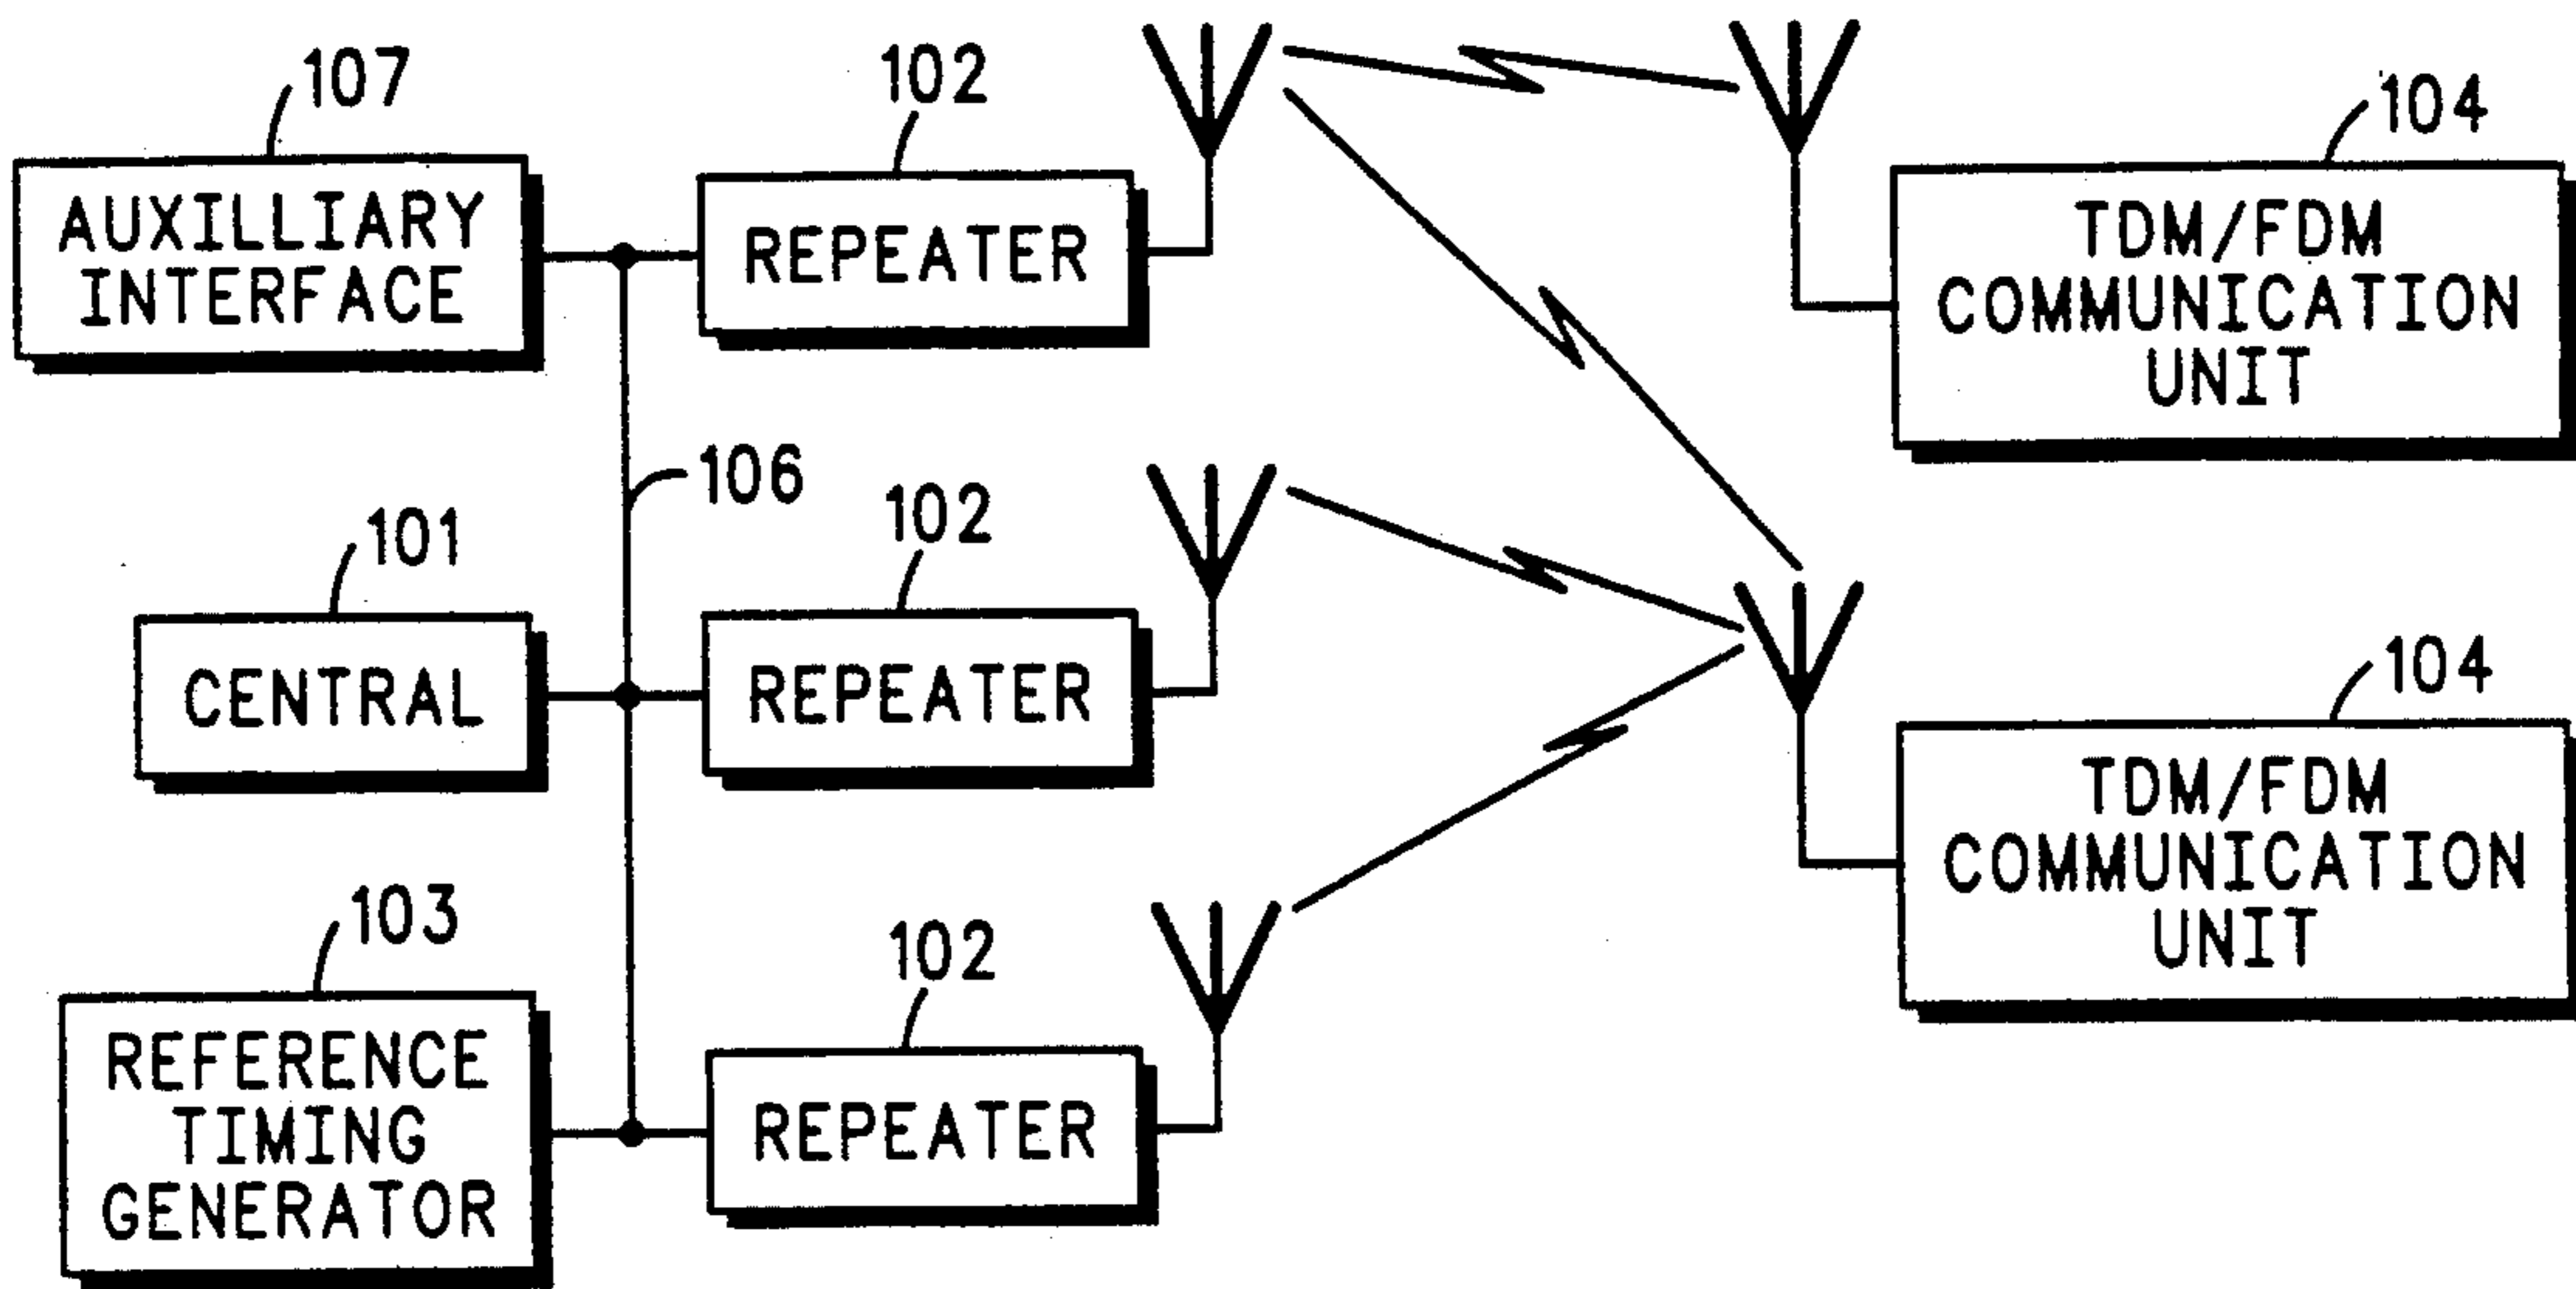 107
AUXILLIARY
INTERFACE
102
REPEATER
104
TDM/FDM
COMMUNICATION
UNIT
106
101
CENTRAL
102
REPEATER
104
TDM/FDM
COMMUNICATION
UNIT
103
REFERENCE
TIMING
GENERATOR
102
REPEATER